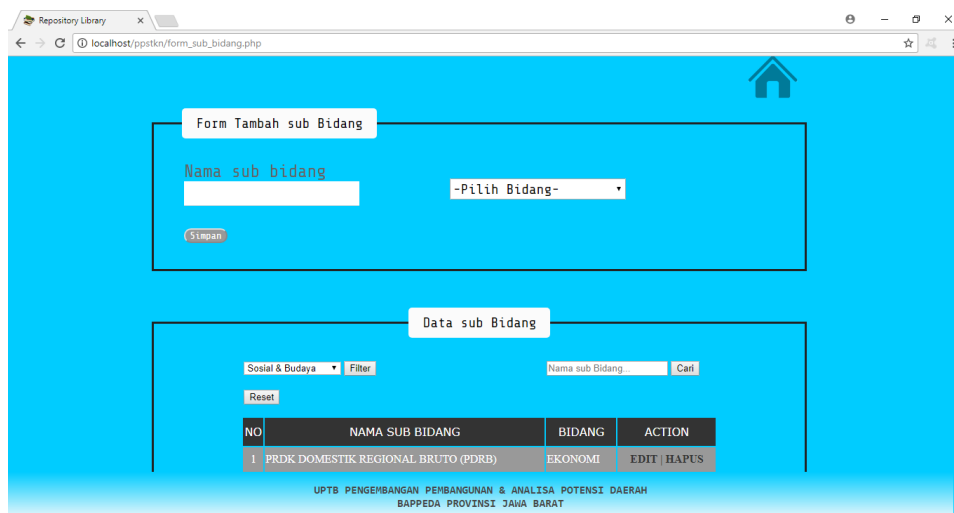 Repository Library
localhost/ppstkn/form_sub_bidang.php
Form Tambah sub Bidang
Nama sub bidang
-Pilih Bidang-
Simpan
Data sub Bidang
Sosial & Budaya Filter Nama sub Bidang... Cari
Reset
NO NAMA SUB BIDANG BIDANG ACTION
1 PRDK DOMESTIK REGIONAL BRUTO (PDRB) EKONOMI EDIT | HAPUS
UPTB PENGEMBANGAN PEMBANGUNAN & ANALISA POTENSI DAERAH
BAPPEDA PROVINSI JAWA BARAT